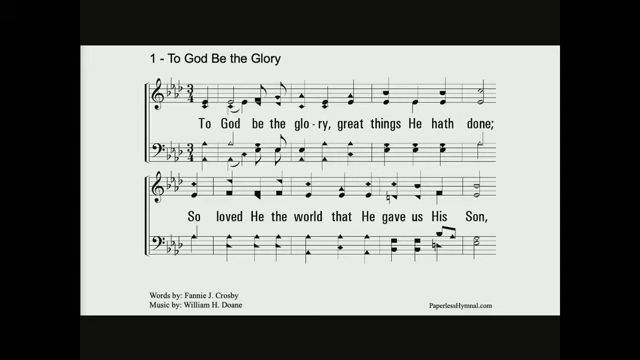 1 - To God Be the Glory
To God be the glo - ry, great things He hath done;
So loved He the world that He gave us His Son,
Words by: Fannie J. Crosby
Music by: William H. Doane
PaperlessHymnal.com